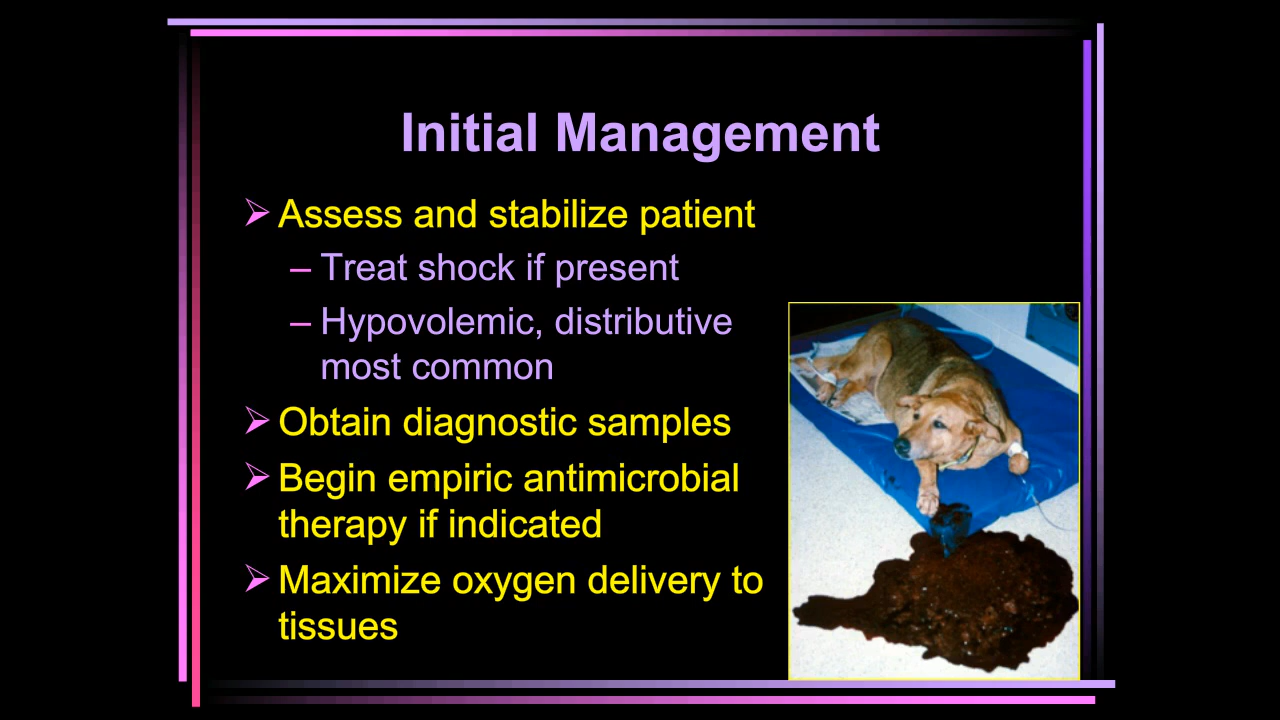 Initial Management
➢ Assess and stabilize patient
– Treat shock if present
– Hypovolemic, distributive
most common
➢ Obtain diagnostic samples
➢ Begin empiric antimicrobial
therapy if indicated
➢ Maximize oxygen delivery to
tissues